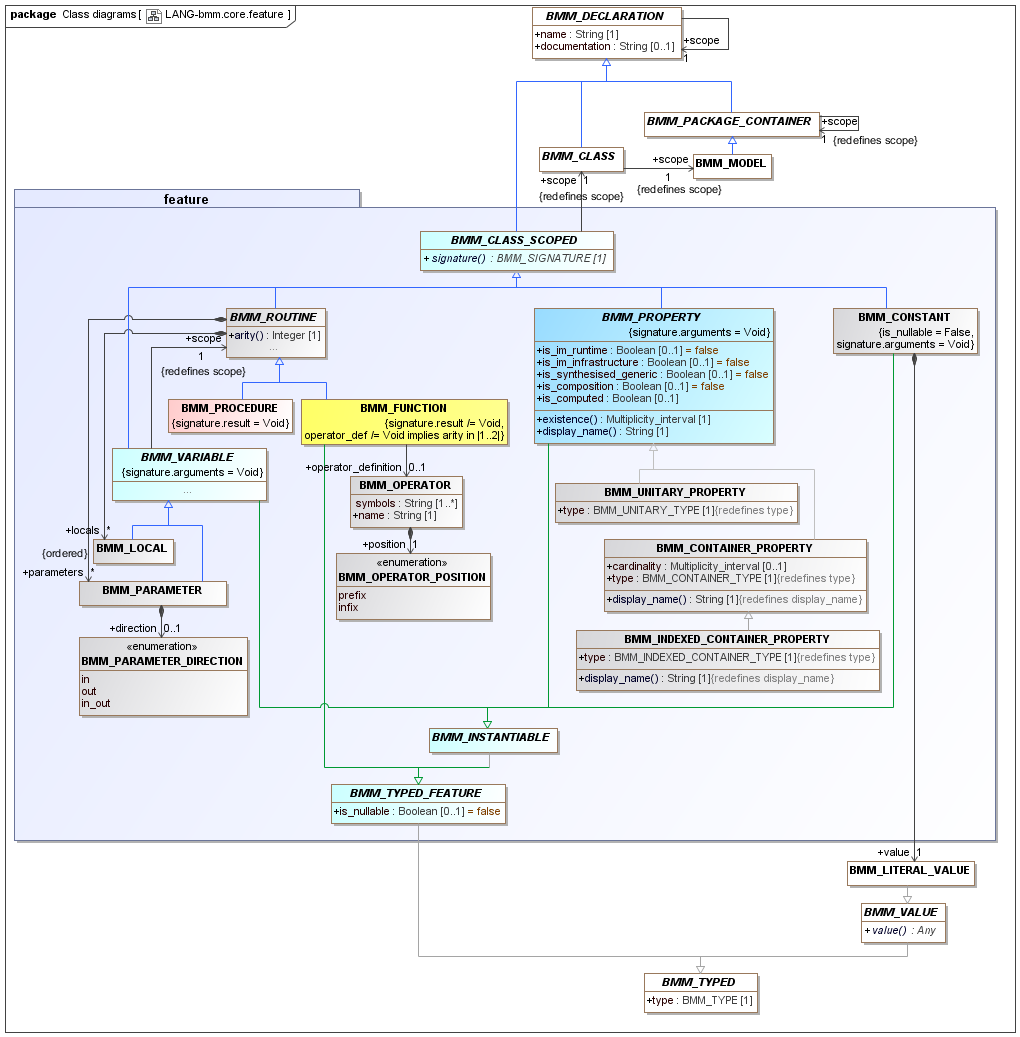 package Class diagrams [ LANG-bmm.core.feature ]
BMM_DECLARATION
+name : String [1]
+documentation : String [0..1]
+scope
1
BMM_PACKAGE_CONTAINER
+scope
1 {redefines scope}
BMM_CLASS
+scope
1
{redefines scope}
BMM_MODEL
+scope 1
{redefines scope}
feature
BMM_CLASS_SCOPED
+ signature() : BMM_SIGNATURE [1]
BMM_ROUTINE
+arity() : Integer [1]
...
+scope
1
{redefines scope}
BMM_PROPERTY
{signature.arguments = Void}
+is_im_runtime : Boolean [0..1] = false
+is_im_infrastructure : Boolean [0..1] = false
+is_synthesised_generic : Boolean [0..1] = false
+is_composition : Boolean [0..1] = false
+is_computed : Boolean [0..1]
+existence() : Multiplicity_interval [1]
+display_name() : String [1]
BMM_CONSTANT
{is_nullable = False,
signature.arguments = Void}
BMM_PROCEDURE
{signature.result = Void}
BMM_FUNCTION
{signature.result /= Void,
operator_def /= Void implies arity in |1..2|}
BMM_VARIABLE
{signature.arguments = Void}
...
+operator_definition 0..1
BMM_OPERATOR
symbols : String [1..*]
+name : String [1]
BMM_UNITARY_PROPERTY
+type : BMM_UNITARY_TYPE [1]{redefines type}
+locals *
{ordered}
+parameters *
BMM_LOCAL
+position 1
«enumeration»
BMM_OPERATOR_POSITION
prefix
infix
BMM_CONTAINER_PROPERTY
+cardinality : Multiplicity_interval [0..1]
+type : BMM_CONTAINER_TYPE [1]{redefines type}
+display_name() : String [1]{redefines display_name}
BMM_PARAMETER
+direction 0..1
«enumeration»
BMM_PARAMETER_DIRECTION
in
out
in_out
BMM_INDEXED_CONTAINER_PROPERTY
+type : BMM_INDEXED_CONTAINER_TYPE [1]{redefines type}
+display_name() : String [1]{redefines display_name}
BMM_INSTANTIABLE
BMM_TYPED_FEATURE
+is_nullable : Boolean [0..1] = false
+value 1
BMM_LITERAL_VALUE
BMM_VALUE
+ value() : Any
BMM_TYPED
+type : BMM_TYPE [1]